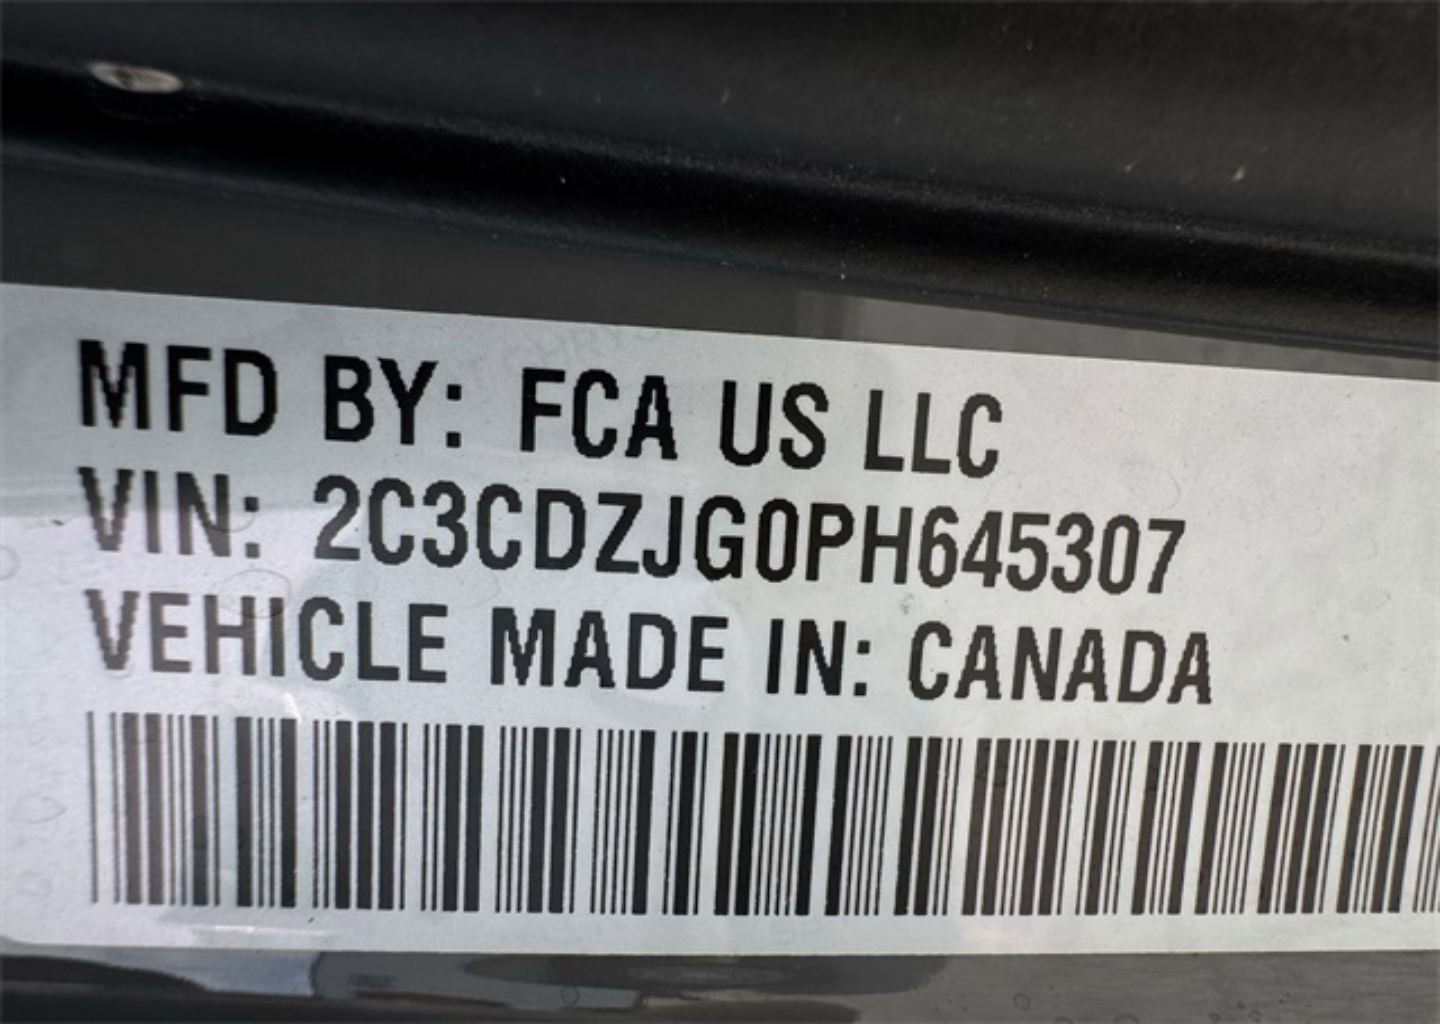 MFD BY: FCA US LLC
VIN: 2C3CDZJG0PH645307
VEHICLE MADE IN: CANADA